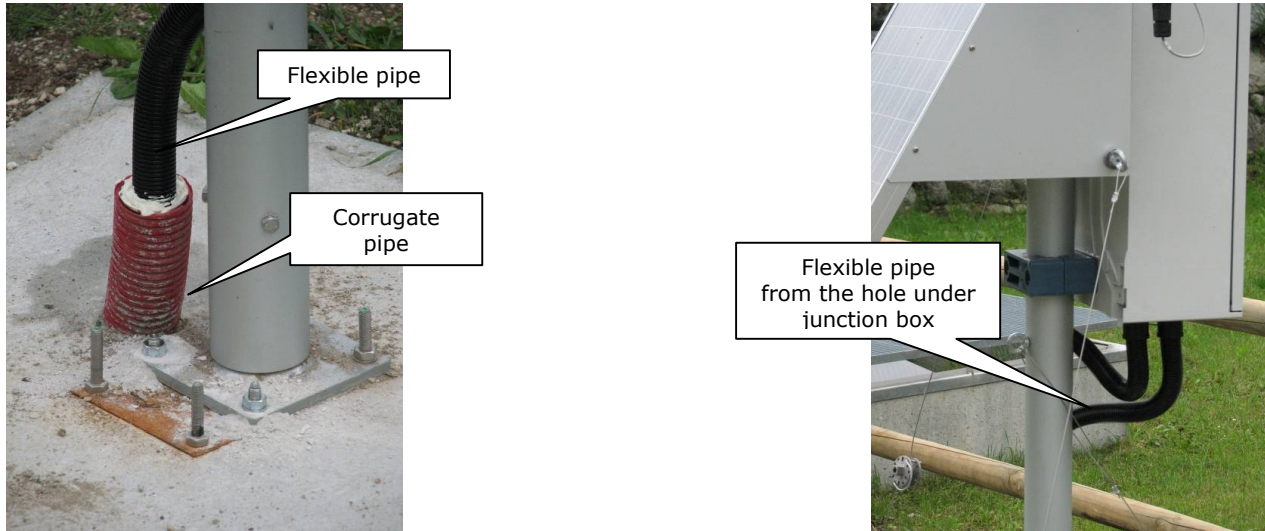 Flexible pipe
Corrugate
pipe
Flexible pipe
from the hole under
junction box